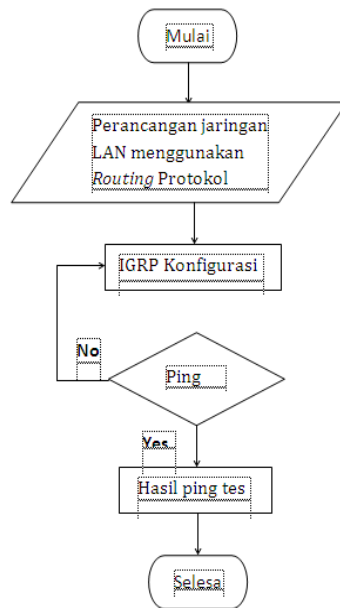 Mulai
Perancangan jaringan
LAN menggunakan
Routing Protokol
IGRP Konfigurasi
No
Ping
Yes
Hasil ping tes
Selesa